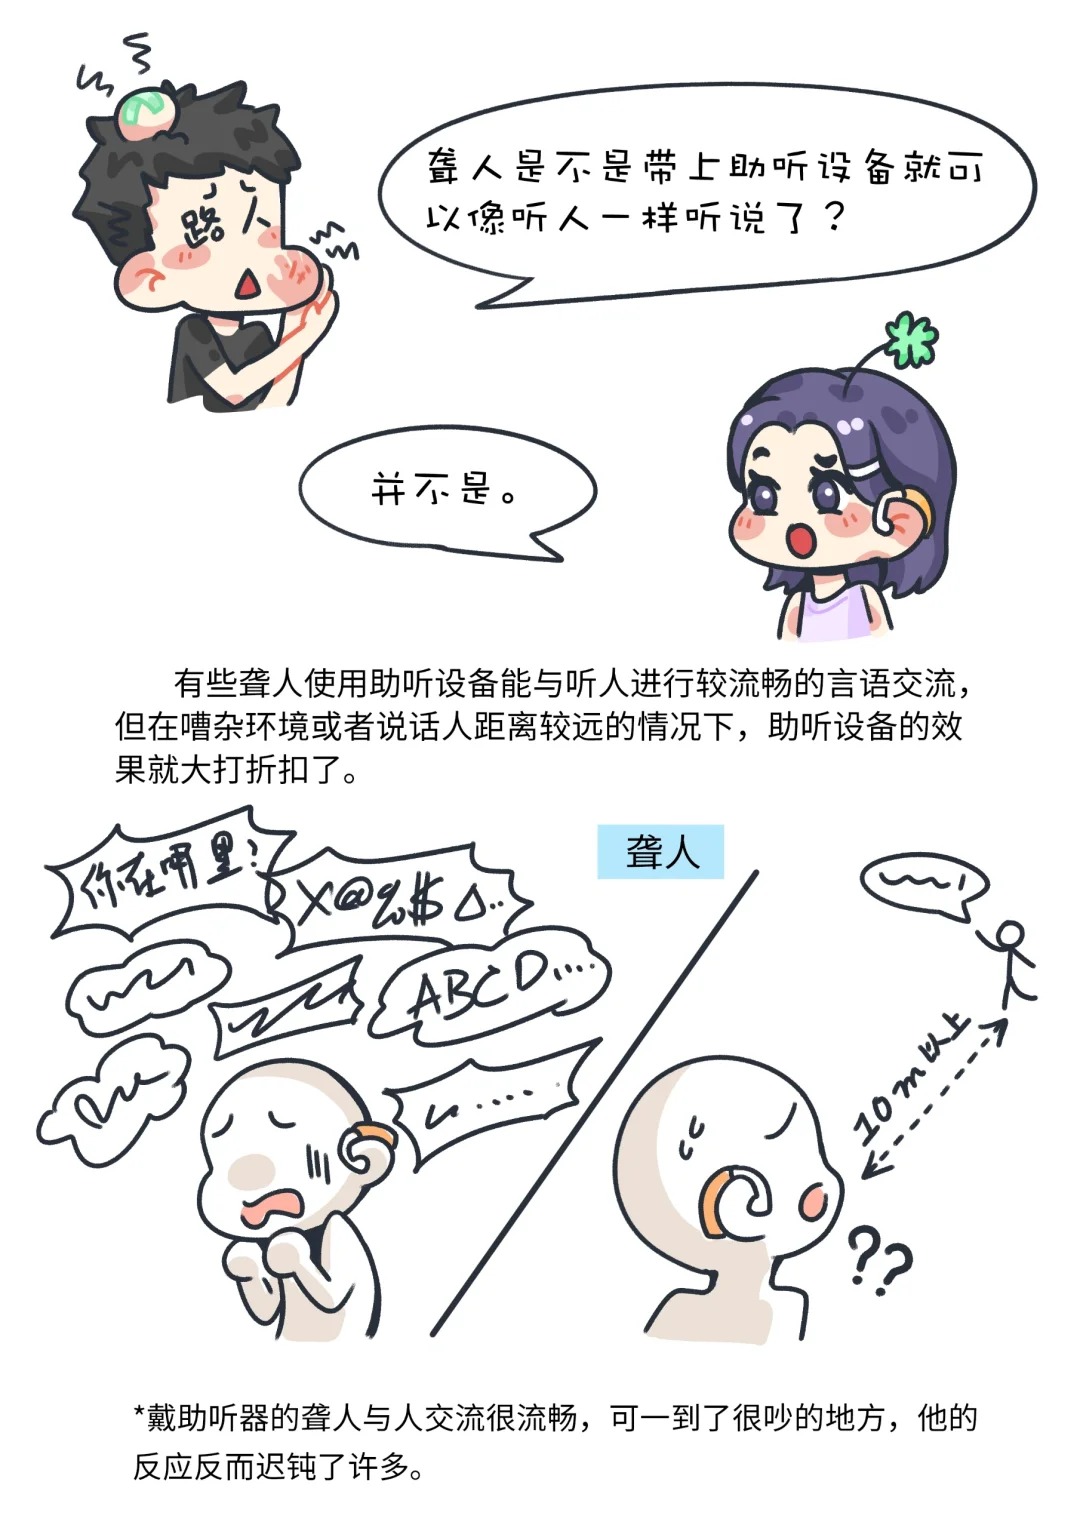 聋人是不是带上助听设备就可
以像听人一样听说了？
路人
并不是。
有些聋人使用助听设备能与听人进行较流畅的言语交流，
但在嘈杂环境或者说话人距离较远的情况下，助听设备的效
果就大打折扣了。
你在哪里？
X@%$△..
ABCD....
聋人
10m以上
??
*戴助听器的聋人与人交流很流畅，可一到了很吵的地方，他的
反应反而迟钝了许多。